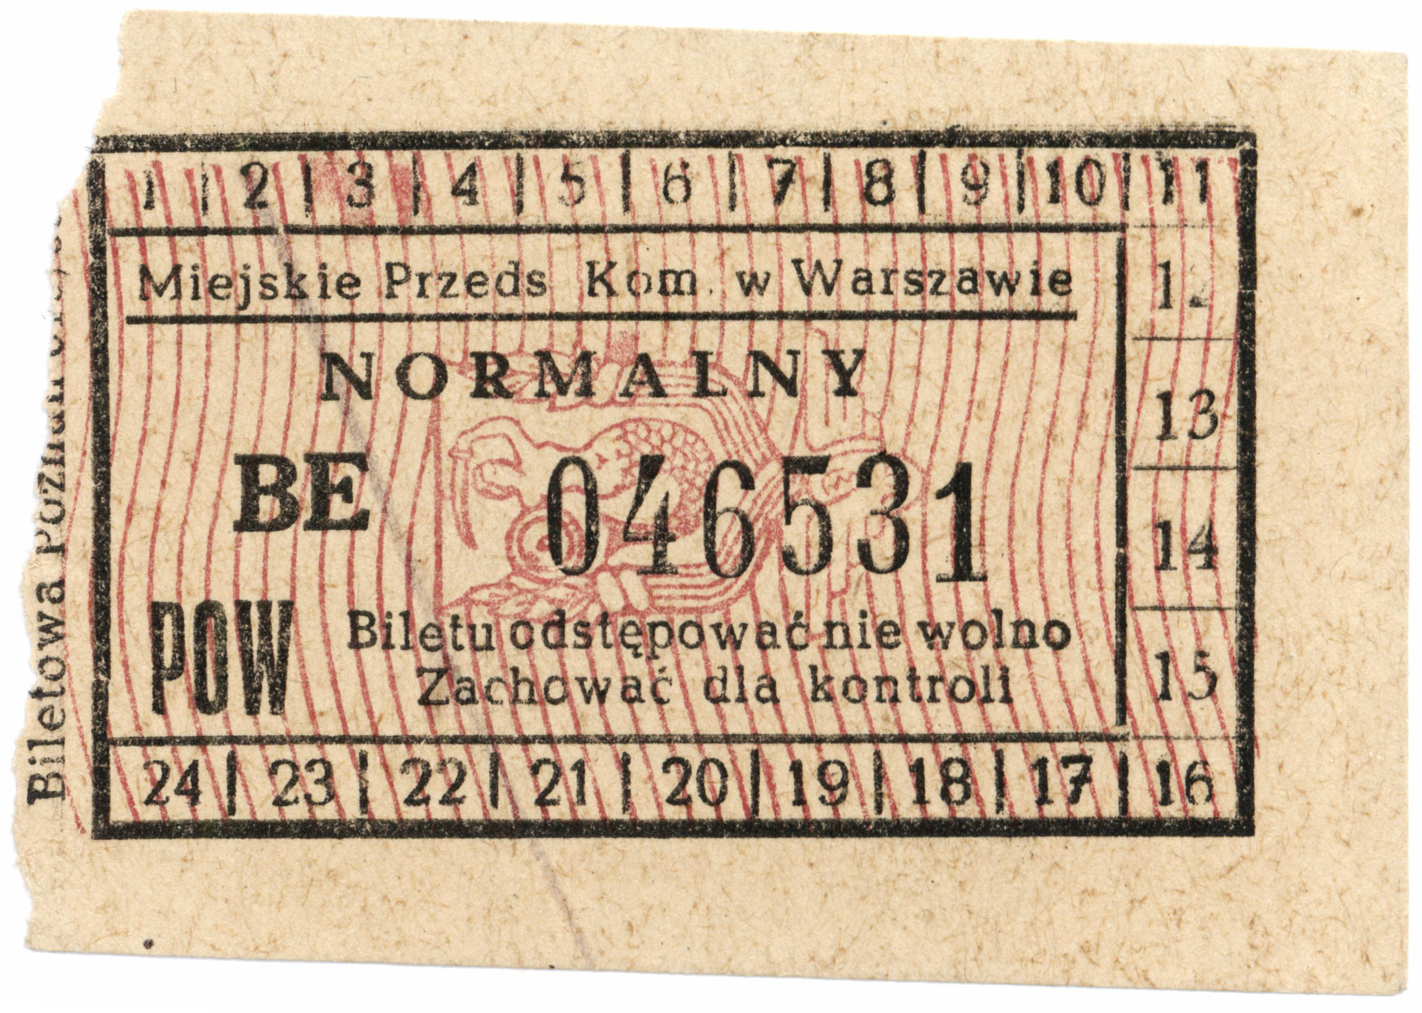 1 | 2 | 3 | 4 | 5 | 6 | 7 | 8 | 9 | 10 | 11
Miejskie Przeds Kom. w Warszawie
12
NORMALNY
13
BE 046531
14
POW
Biletu odstępować nie wolno
Zachować dla kontroli
15
24 | 23 | 22 | 21 | 20 | 19 | 18 | 17 | 16
Biletowa Poznań